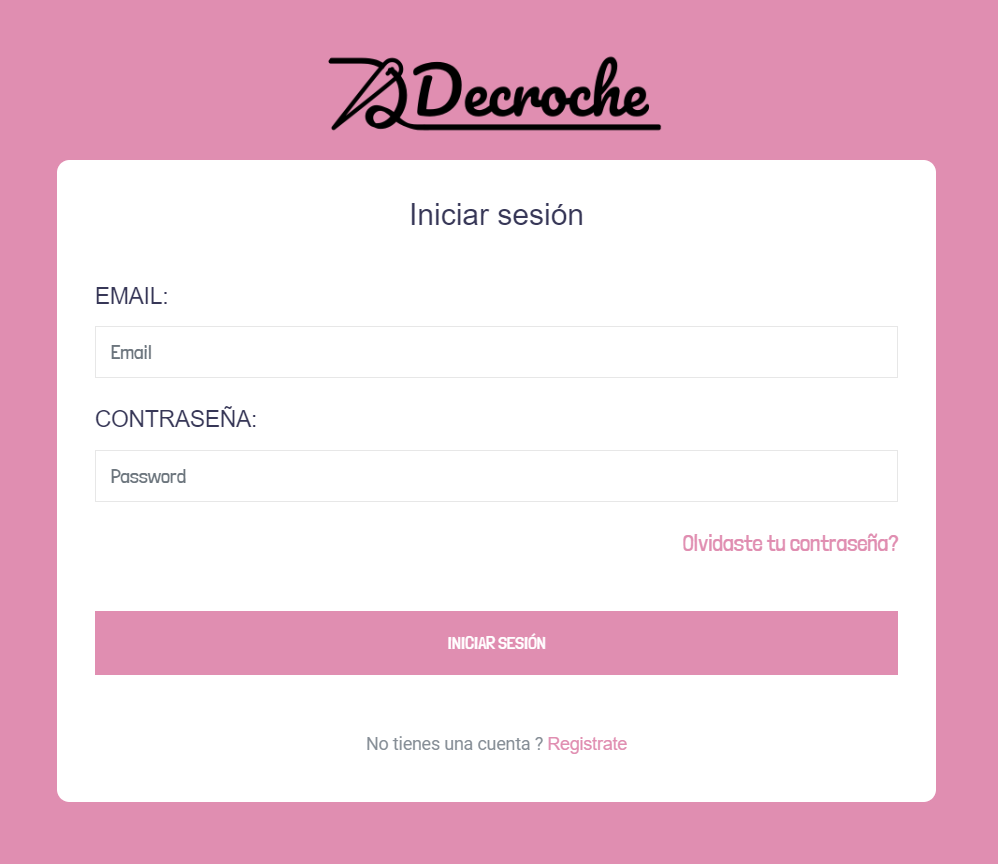 Decroche
Iniciar sesión
EMAIL:
Email
CONTRASEÑA:
Password
Olvidaste tu contraseña?
INICIAR SESIÓN
No tienes una cuenta ? Registrate